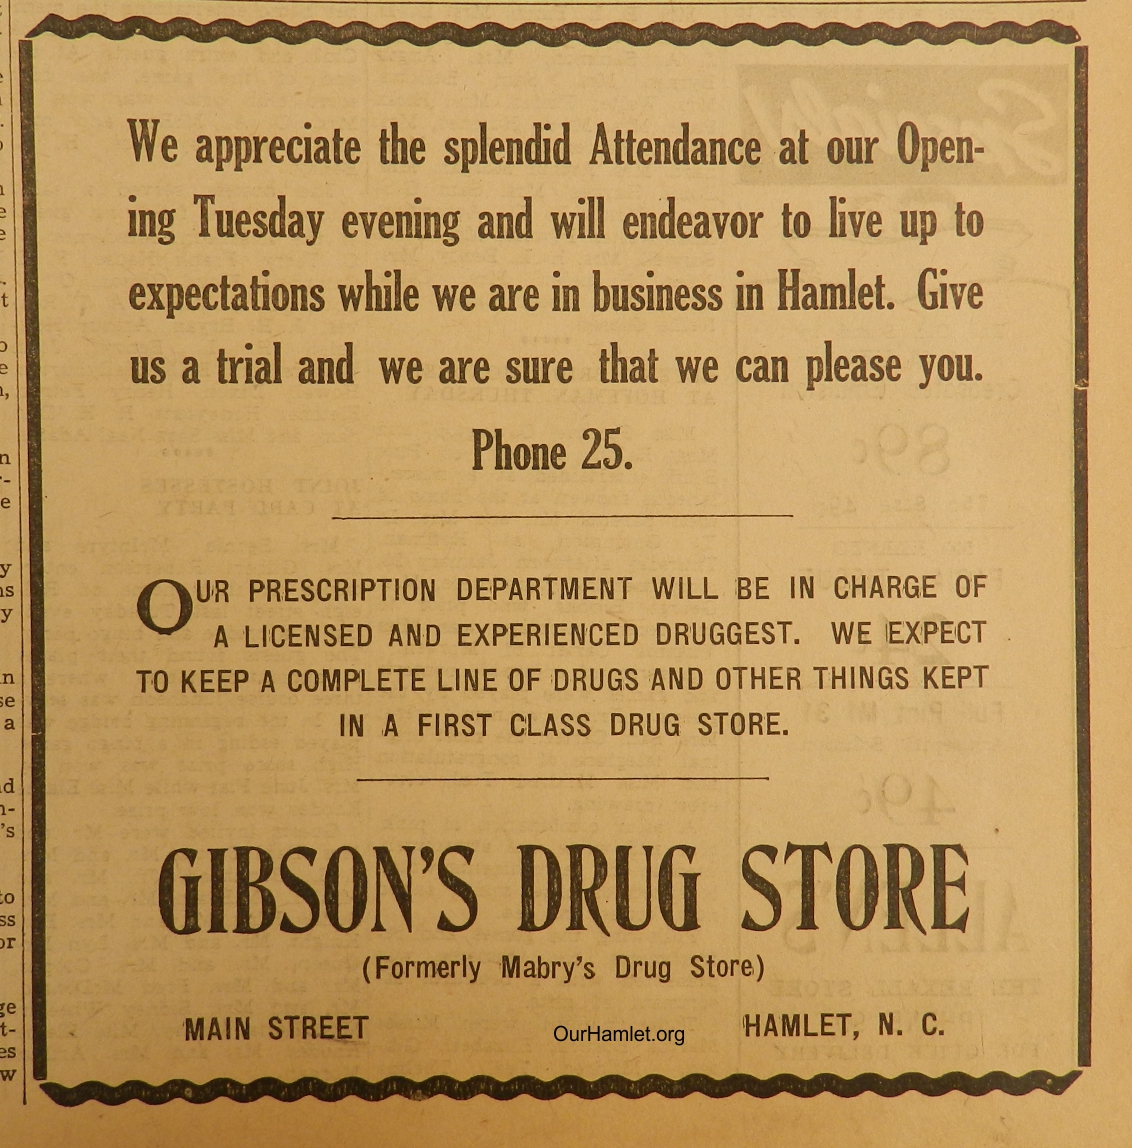 We appreciate the splendid Attendance at our Open-
ing Tuesday evening and will endeavor to live up to
expectations while we are in business in Hamlet. Give
us a trial and we are sure that we can please you.
Phone 25.
OUR PRESCRIPTION DEPARTMENT WILL BE IN CHARGE OF
A LICENSED AND EXPERIENCED DRUGGEST. WE EXPECT
TO KEEP A COMPLETE LINE OF DRUGS AND OTHER THINGS KEPT
IN A FIRST CLASS DRUG STORE.
GIBSON'S DRUG STORE
(Formerly Mabry's Drug Store)
MAIN STREET OurHamlet.org HAMLET, N. C.